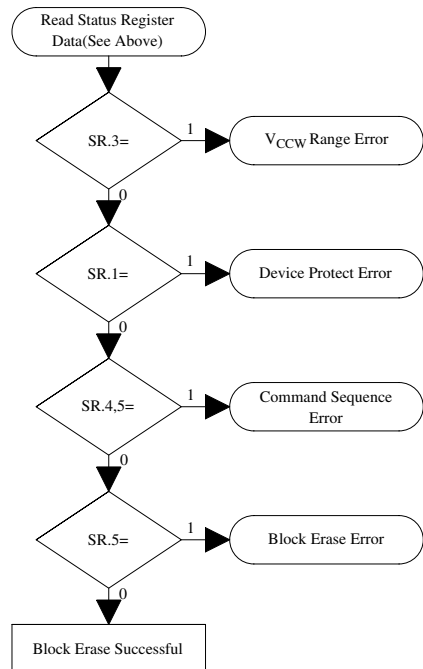 Read Status Register
Data(See Above)
SR.3=
1
V_CCW Range Error
0
SR.1=
1
Device Protect Error
0
SR.4,5=
1
Command Sequence
Error
0
SR.5=
1
Block Erase Error
0
Block Erase Successful